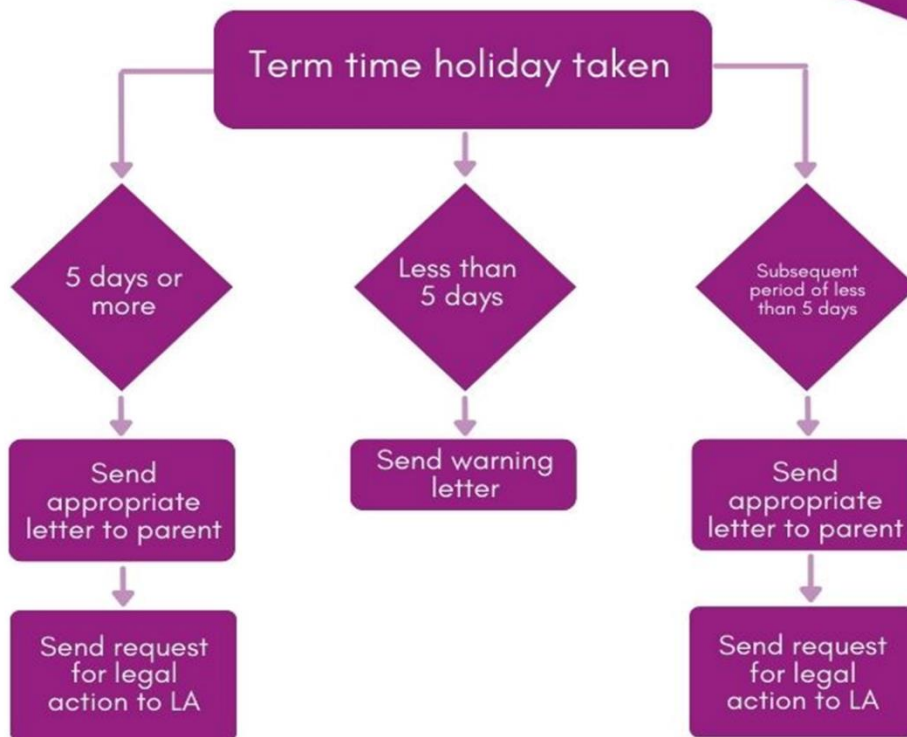 Term time holiday taken
5 days or
more
Less than
5 days
Subsequent
period of less
than 5 days
Send
appropriate
letter to parent
Send warning
letter
Send
appropriate
letter to parent
Send request
for legal
action to LA
Send request
for legal
action to LA